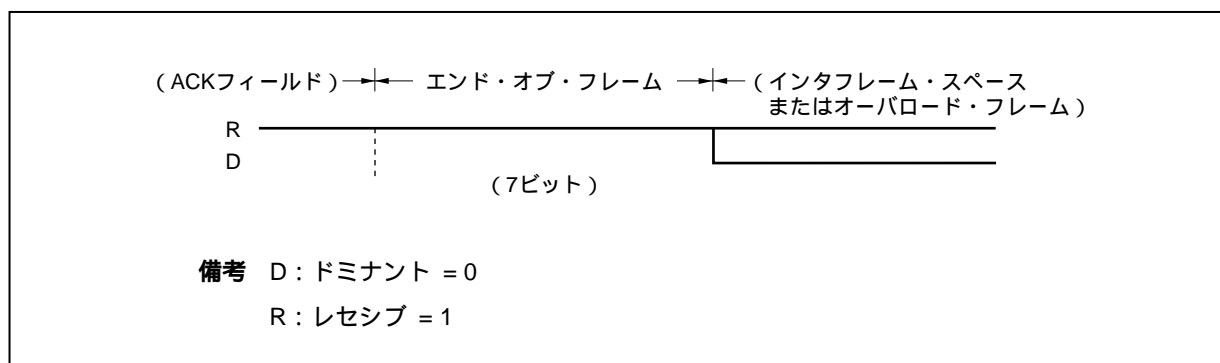 (ACKフィールド) エンド・オブ・フレーム (インタフレーム・スペース
またはオーバロード・フレーム)
R
D
(7ビット)
備考 D:ドミナント = 0
R:レセシブ = 1